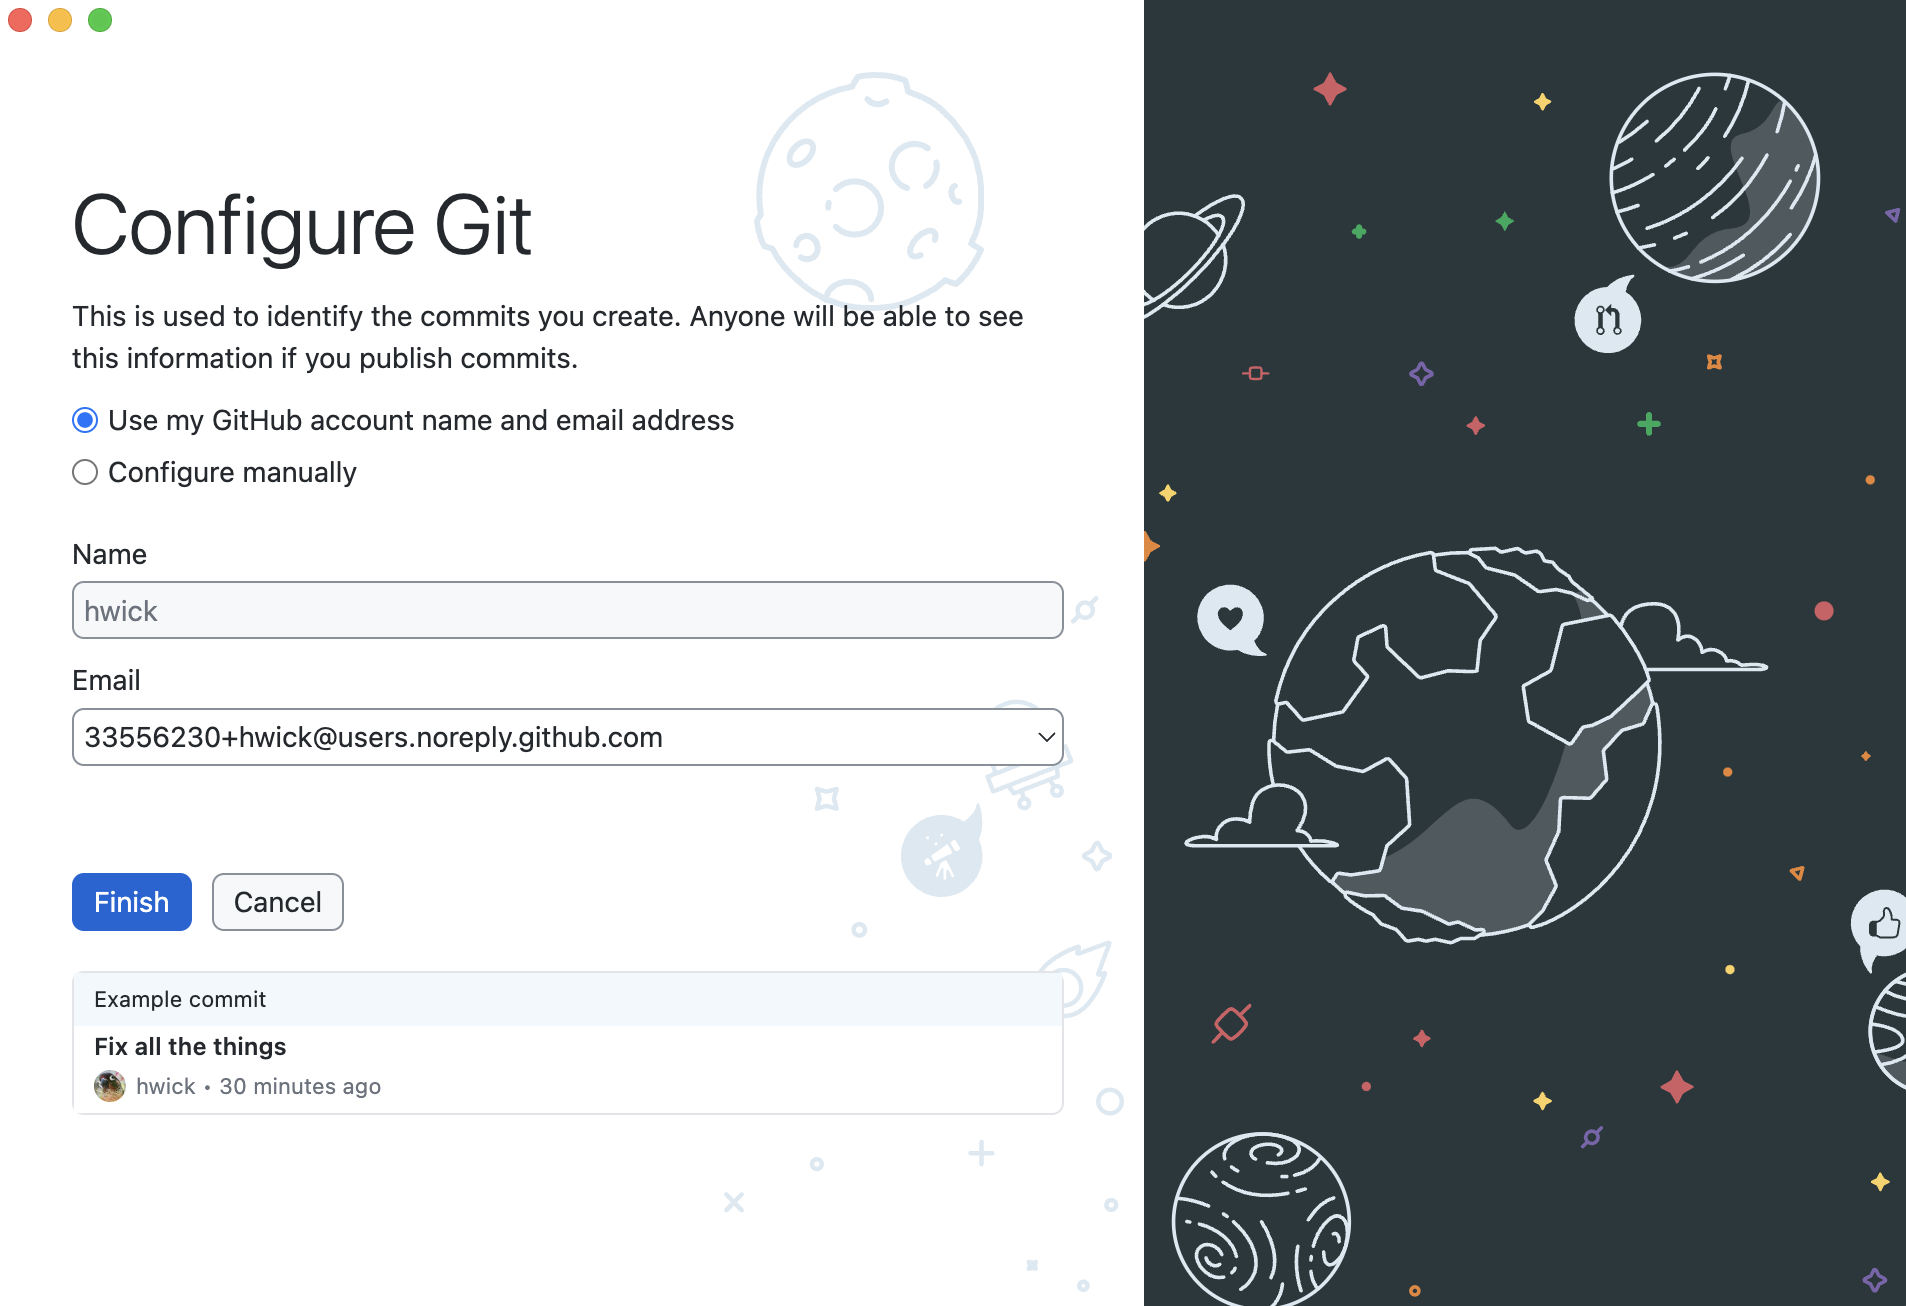 Configure Git
This is used to identify the commits you create. Anyone will be able to see
this information if you publish commits.
Use my GitHub account name and email address
Configure manually
Name
hwick
Email
33556230+hwick@users.noreply.github.com
Finish
Cancel
Example commit
Fix all the things
hwick • 30 minutes ago